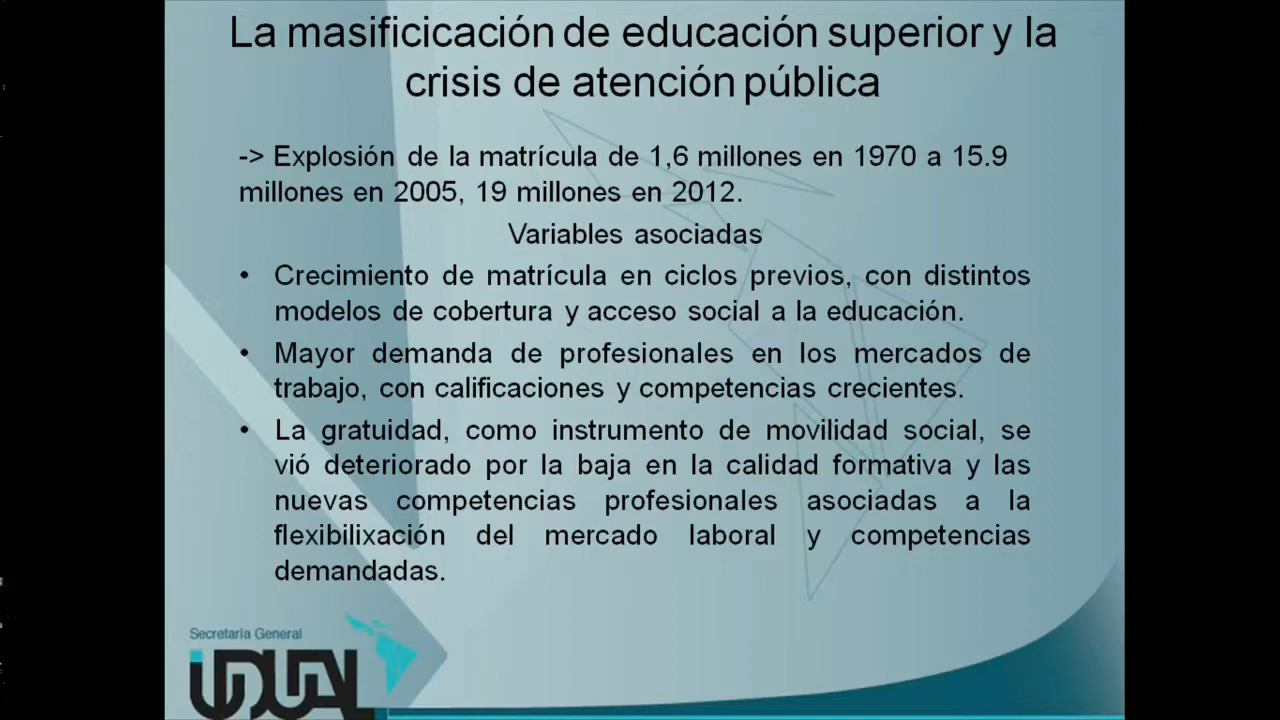 La masificicación de educación superior y la
crisis de atención pública
-> Explosión de la matrícula de 1,6 millones en 1970 a 15.9
millones en 2005, 19 millones en 2012.
Variables asociadas
• Crecimiento de matrícula en ciclos previos, con distintos
modelos de cobertura y acceso social a la educación.
• Mayor demanda de profesionales en los mercados de
trabajo, con calificaciones y competencias crecientes.
• La gratuidad, como instrumento de movilidad social, se
vió deteriorado por la baja en la calidad formativa y las
nuevas competencias profesionales asociadas a la
flexibilixación del mercado laboral y competencias
demandadas.
Secretaría General
UDUAL